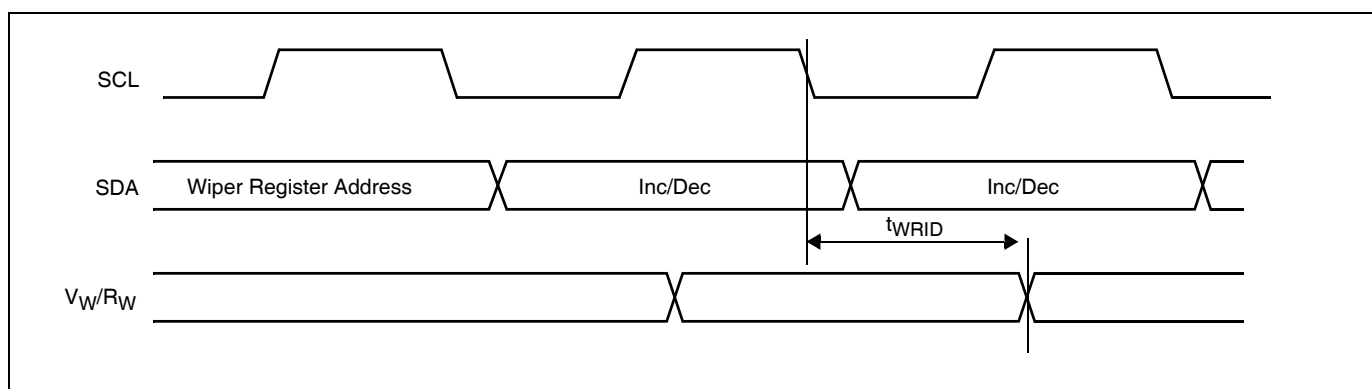 SCL
SDA Wiper Register Address Inc/Dec Inc/Dec
tWRID
VW/RW